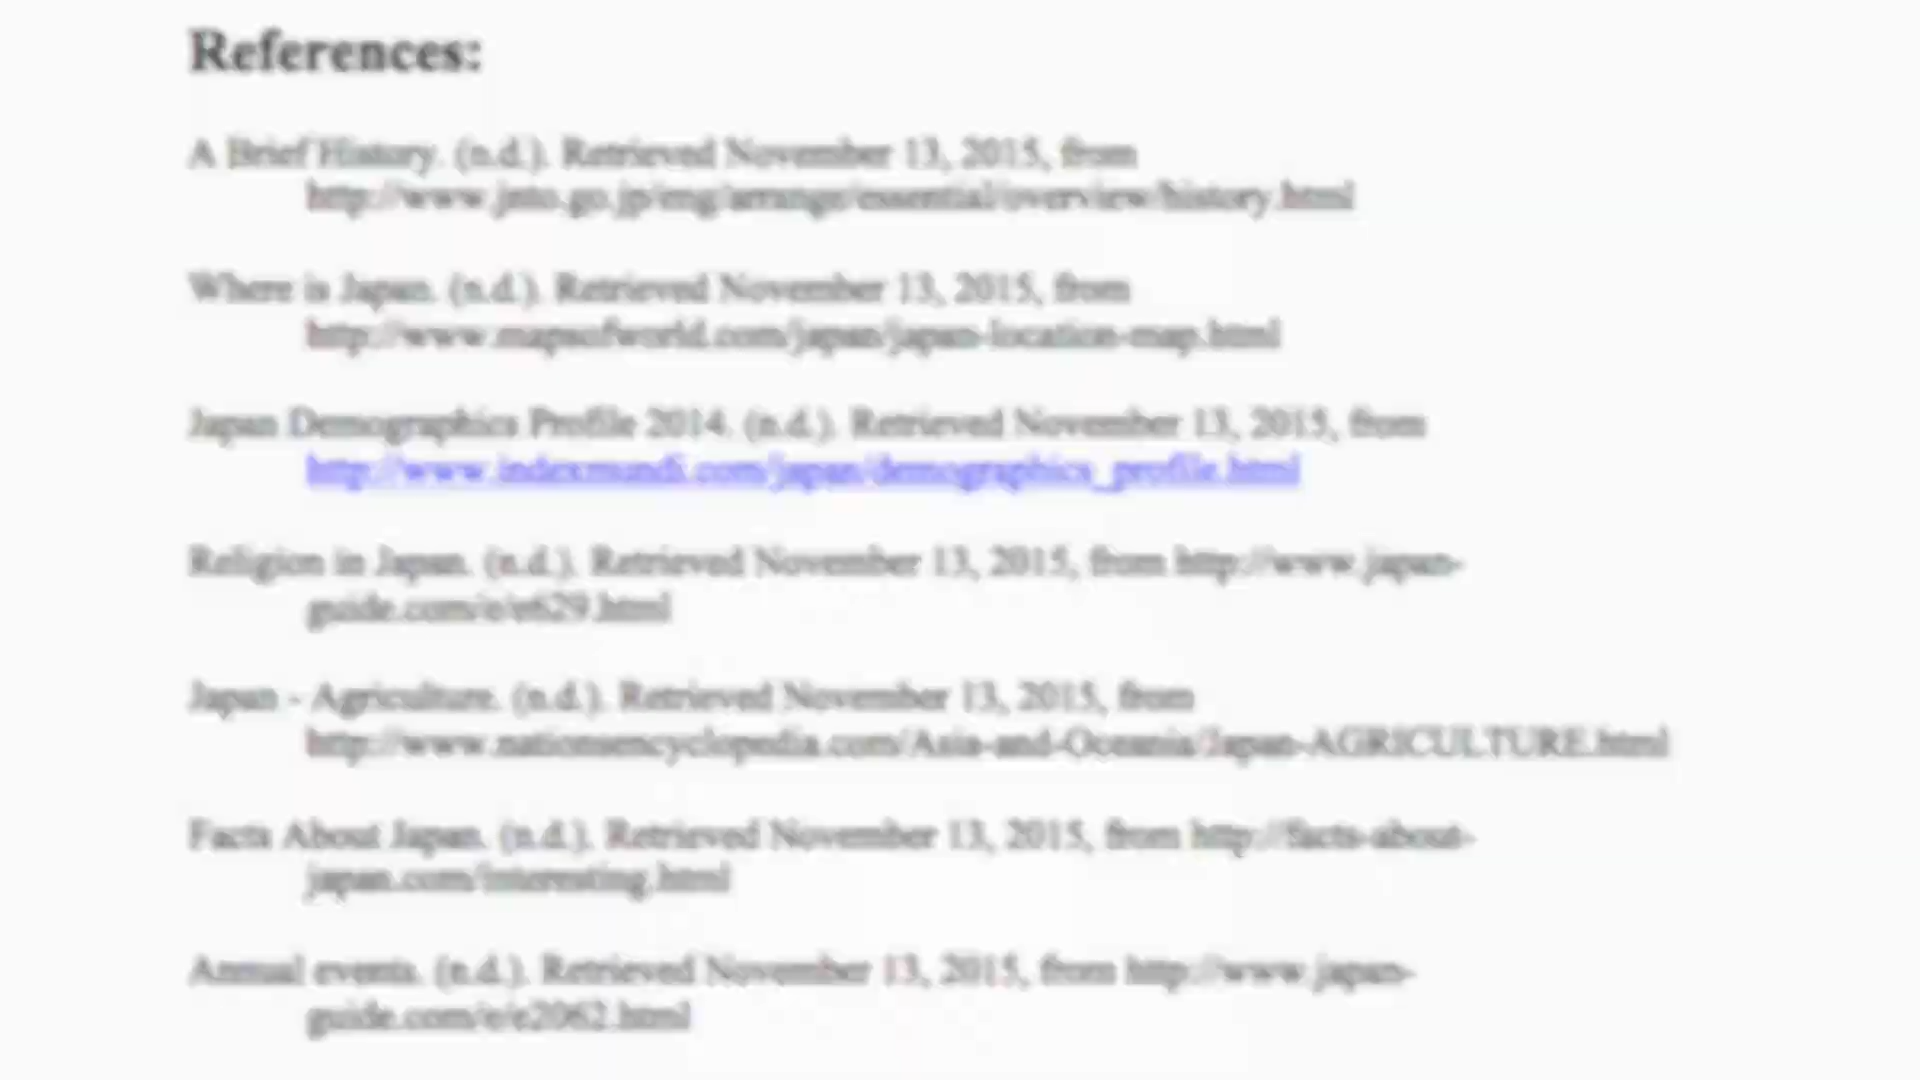 References:
A Brief History. (n.d.). Retrieved November 13, 2015, from
http://www.jnto.go.jp/eng/arrange/essential/overview/history.html
Where is Japan. (n.d.). Retrieved November 13, 2015, from
http://www.mapsofworld.com/japan/japan-location-map.html
Japan Demographics Profile 2014. (n.d.). Retrieved November 13, 2015, from
http://www.indexmundi.com/japan/demographics_profile.html
Religion in Japan. (n.d.). Retrieved November 13, 2015, from http://www.japan-
guide.com/e/e629.html
Japan - Agriculture. (n.d.). Retrieved November 13, 2015, from
http://www.nationsencyclopedia.com/Asia-and-Oceania/Japan-AGRICULTURE.html
Facts About Japan. (n.d.). Retrieved November 13, 2015, from http://facts-about-
japan.com/interesting.html
Annual events. (n.d.). Retrieved November 13, 2015, from http://www.japan-
guide.com/e/e2062.html